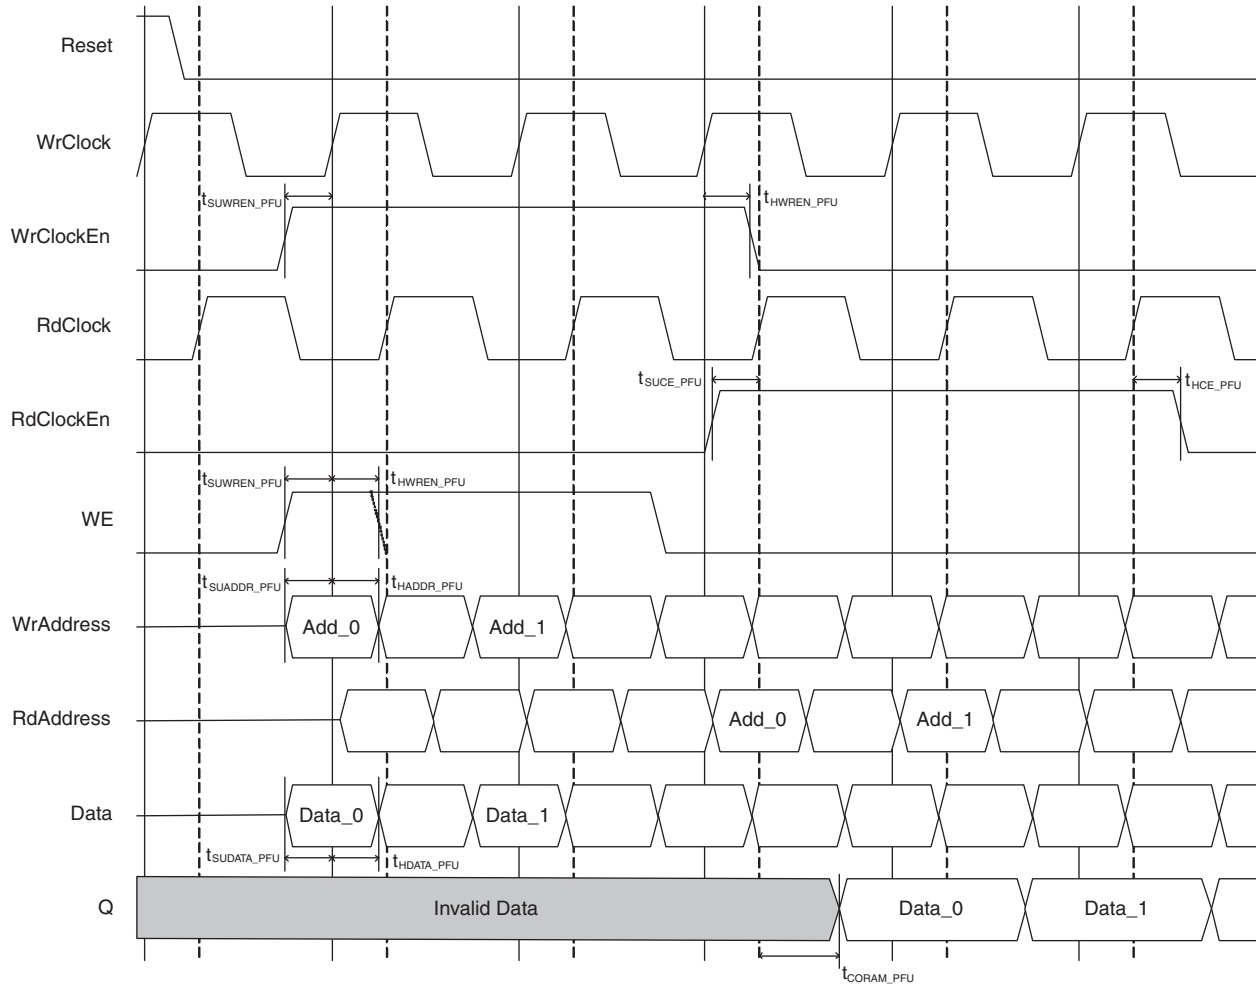 Reset
WrClock
tSUWREN_PFU
tHWREN_PFU
WrClockEn
RdClock
tSUCE_PFU
tHCE_PFU
RdClockEn
tSUWREN_PFU
tHWREN_PFU
WE
tSUADDR_PFU
tHADDR_PFU
WrAddress
Add_0
Add_1
RdAddress
Add_0
Add_1
Data
Data_0
Data_1
tSUDATA_PFU
tHDATA_PFU
Q
Invalid Data
Data_0
Data_1
tCORAM_PFU